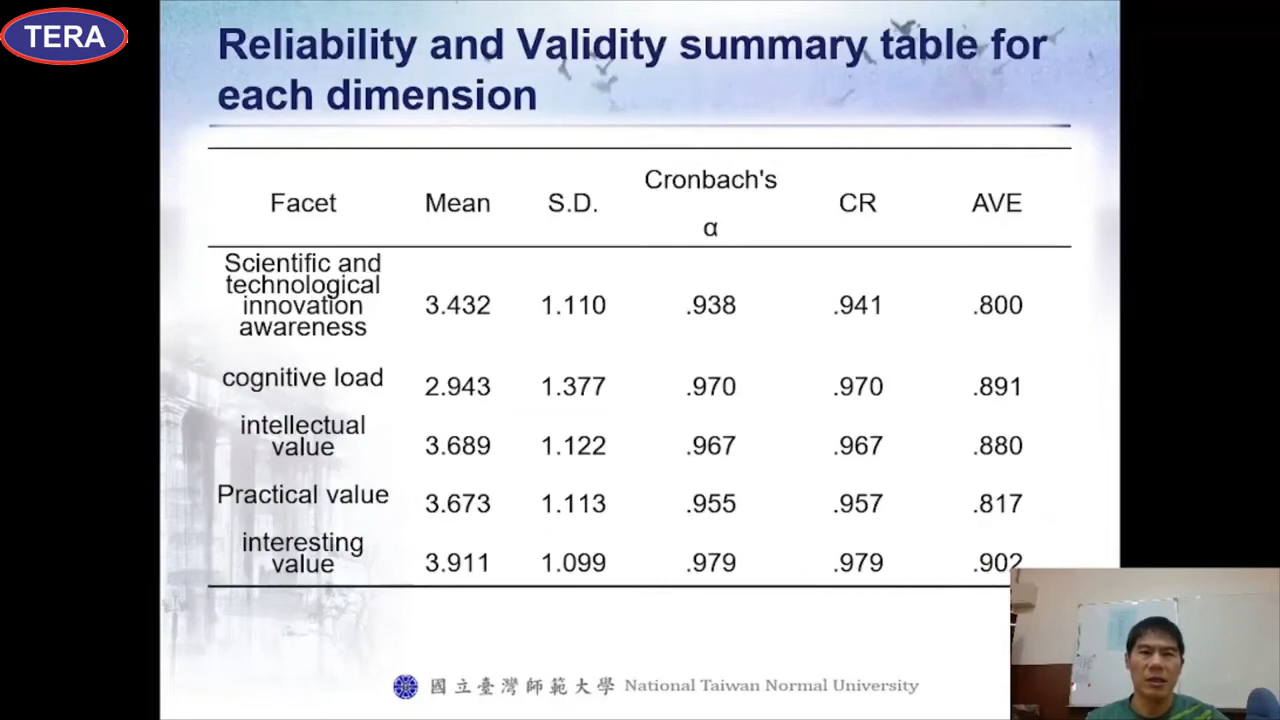 TERA
Reliability and Validity summary table for
each dimension
Facet Mean S.D. Cronbach's α CR AVE
Scientific and
technological
innovation
awareness
3.432 1.110 .938 .941 .800
cognitive load 2.943 1.377 .970 .970 .891
intellectual
value
3.689 1.122 .967 .967 .880
Practical value 3.673 1.113 .955 .957 .817
interesting
value
3.911 1.099 .979 .979 .902
國立臺灣師範大學 National Taiwan Normal University